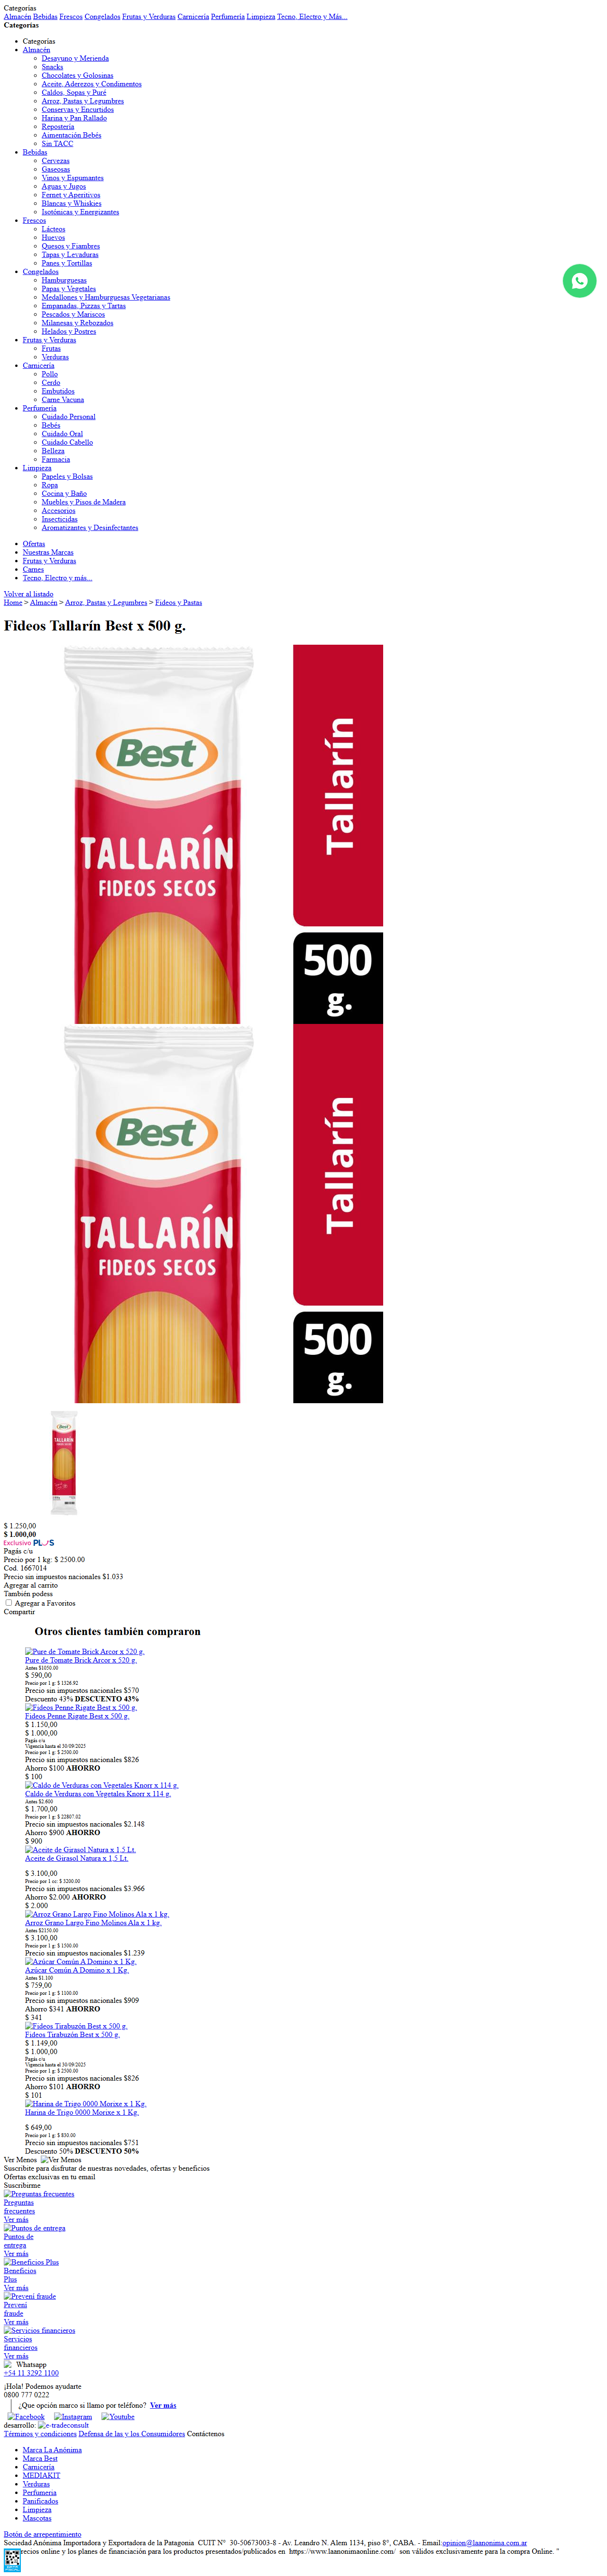 Categorías
Almacén Bebidas Frescos Congelados Frutas y Verduras Carnicería Perfumería Limpieza Tecno, Electro y Más...
Categorías
Categorías
Almacén
Desayuno y Merienda
Snacks
Chocolates y Golosinas
Aceite, Aderezos y Condimentos
Caldos, Sopas y Puré
Arroz, Pastas y Legumbres
Conservas y Encurtidos
Harina y Pan Rallado
Repostería
Aimentación Bebés
Sin TACC
Bebidas
Cervezas
Gaseosas
Vinos y Espumantes
Aguas y Jugos
Fernet y Aperitivos
Blancas y Whiskies
Isotónicas y Energizantes
Frescos
Lácteos
Huevos
Quesos y Fiambres
Tapas y Levaduras
Panes y Tortillas
Congelados
Hamburguesas
Papas y Vegetales
Medallones y Hamburguesas Vegetarianas
Empanadas, Pizzas y Tartas
Pescados y Mariscos
Milanesas y Rebozados
Helados y Postres
Frutas y Verduras
Frutas
Verduras
Carnicería
Pollo
Cerdo
Embutidos
Carne Vacuna
Perfumería
Cuidado Personal
Bebés
Cuidado Oral
Cuidado Cabello
Belleza
Farmacia
Limpieza
Papeles y Bolsas
Ropa
Cocina y Baño
Muebles y Pisos de Madera
Accesorios
Insecticidas
Aromatizantes y Desinfectantes
Ofertas
Nuestras Marcas
Frutas y Verduras
Carnes
Tecno, Electro y más...
Volver al listado
Home > Almacén > Arroz, Pastas y Legumbres > Fideos y Pastas
Fideos Tallarín Best x 500 g.
Best
TALLARÍN
FIDEOS SECOS
Tallarín
500
g.
Best
TALLARÍN
FIDEOS SECOS
Tallarín
500
g.
Best
TALLARÍN
$ 1.250,00
$ 1.000,00
Exclusivo PLUS
Pagás c/u
Precio por 1 kg: $ 2500.00
Cod. 1667014
Precio sin impuestos nacionales $1.033
Agregar al carrito
También podess
Agregar a Favoritos
Compartir
Otros clientes también compraron
Pure de Tomate Brick Arcor x 520 g.
Pure de Tomate Brick Arcor x 520 g.
Antes $1050.00
$ 590,00
Precio por 1 g: $ 1326.92
Precio sin impuestos nacionales $570
Descuento 43% DESCUENTO 43%
Fideos Penne Rigate Best x 500 g.
Fideos Penne Rigate Best x 500 g.
$ 1.150,00
$ 1.000,00
Pagás c/u
Vigencia hasta el 30/09/2025
Precio por 1 g: $ 2500.00
Precio sin impuestos nacionales $826
Ahorro $100 AHORRO
$ 100
Caldo de Verduras con Vegetales Knorr x 114 g.
Caldo de Verduras con Vegetales Knorr x 114 g.
Antes $2.600
$ 1.700,00
Precio por 1 g: $ 22807.02
Precio sin impuestos nacionales $2.148
Ahorro $900 AHORRO
$ 900
Aceite de Girasol Natura x 1,5 Lt.
Aceite de Girasol Natura x 1,5 Lt.
$ 3.100,00
Precio por 1 cc: $ 3200.00
Precio sin impuestos nacionales $3.966
Ahorro $2.000 AHORRO
$ 2.000
Arroz Grano Largo Fino Molinos Ala x 1 kg.
Arroz Grano Largo Fino Molinos Ala x 1 kg.
Antes $2150.00
$ 3.100,00
Precio por 1 g: $ 1500.00
Precio sin impuestos nacionales $1.239
Azúcar Común A Domino x 1 Kg.
Azúcar Común A Domino x 1 Kg.
Antes $1.100
$ 759,00
Precio por 1 g: $ 1100.00
Precio sin impuestos nacionales $909
Ahorro $341 AHORRO
$ 341
Fideos Tirabuzón Best x 500 g.
Fideos Tirabuzón Best x 500 g.
$ 1.149,00
$ 1.000,00
Pagás c/u
Vigencia hasta el 30/09/2025
Precio por 1 g: $ 2500.00
Precio sin impuestos nacionales $826
Ahorro $101 AHORRO
$ 101
Harina de Trigo 0000 Morixe x 1 Kg.
Harina de Trigo 0000 Morixe x 1 Kg.
$ 649,00
Precio por 1 g: $ 830.00
Precio sin impuestos nacionales $751
Descuento 50% DESCUENTO 50%
Ver Menos Ver Menos
Suscribite para disfrutar de nuestras novedades, ofertas y beneficios
Ofertas exclusivas en tu email
Suscribirme
Preguntas frecuentes
Preguntas
frecuentes
Ver más
Puntos de entrega
Puntos de
entrega
Ver más
Beneficios Plus
Beneficios
Plus
Ver más
Prevení fraude
Prevení
fraude
Ver más
Servicios financieros
Servicios
financieros
Ver más
Whatsapp
+54 11 3292 1100
¡Hola! Podemos ayudarte
0800 777 0222
¿Que opción marco si llamo por teléfono? Ver más
Facebook Instagram Youtube
desarrollo: e-tradeconsult
Términos y condiciones Defensa de las y los Consumidores Contáctenos
Marca La Anónima
Marca Best
Carnicería
MEDIAKIT
Verduras
Perfumeria
Panificados
Limpieza
Mascotas
Botón de arrepentimiento
Sociedad Anónima Importadora y Exportadora de la Patagonia CUIT N° 30-50673003-8 - Av. Leandro N. Alem 1134, piso 8°, CABA. - Email:opinion@laanonima.com.ar
recios online y los planes de financiación para los productos presentados/publicados en https://www.laanonimaonline.com/ son válidos exclusivamente para la compra Online. "